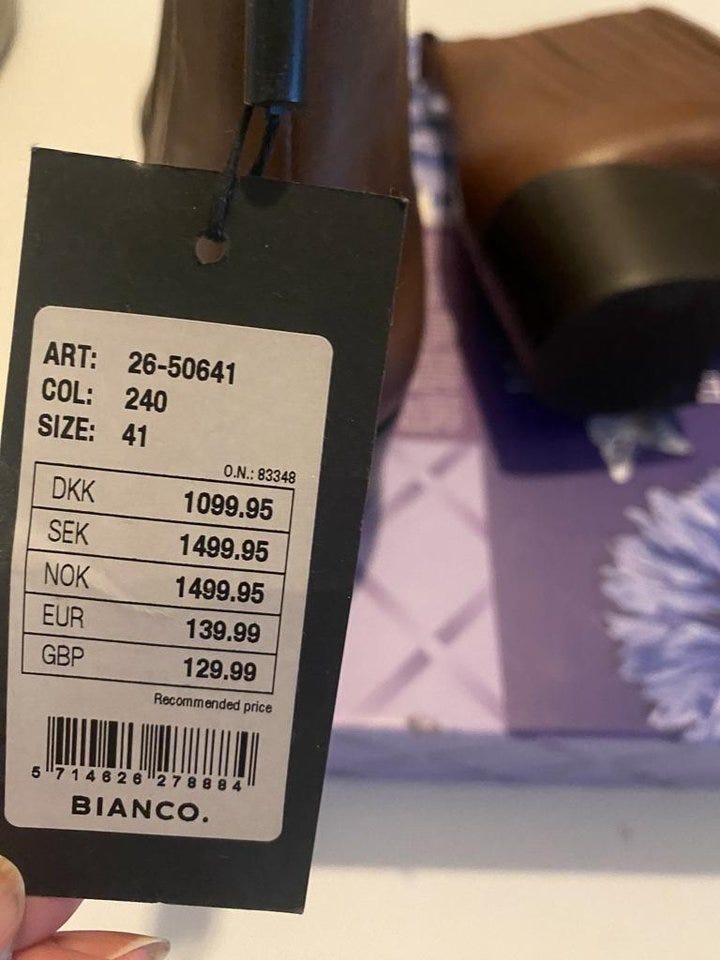 ART: 26-50641
COL: 240
SIZE: 41
O.N.: 83348
DKK 1099.95
SEK 1499.95
NOK 1499.95
EUR 139.99
GBP 129.99
Recommended price
5 714626 278884
BIANCO.